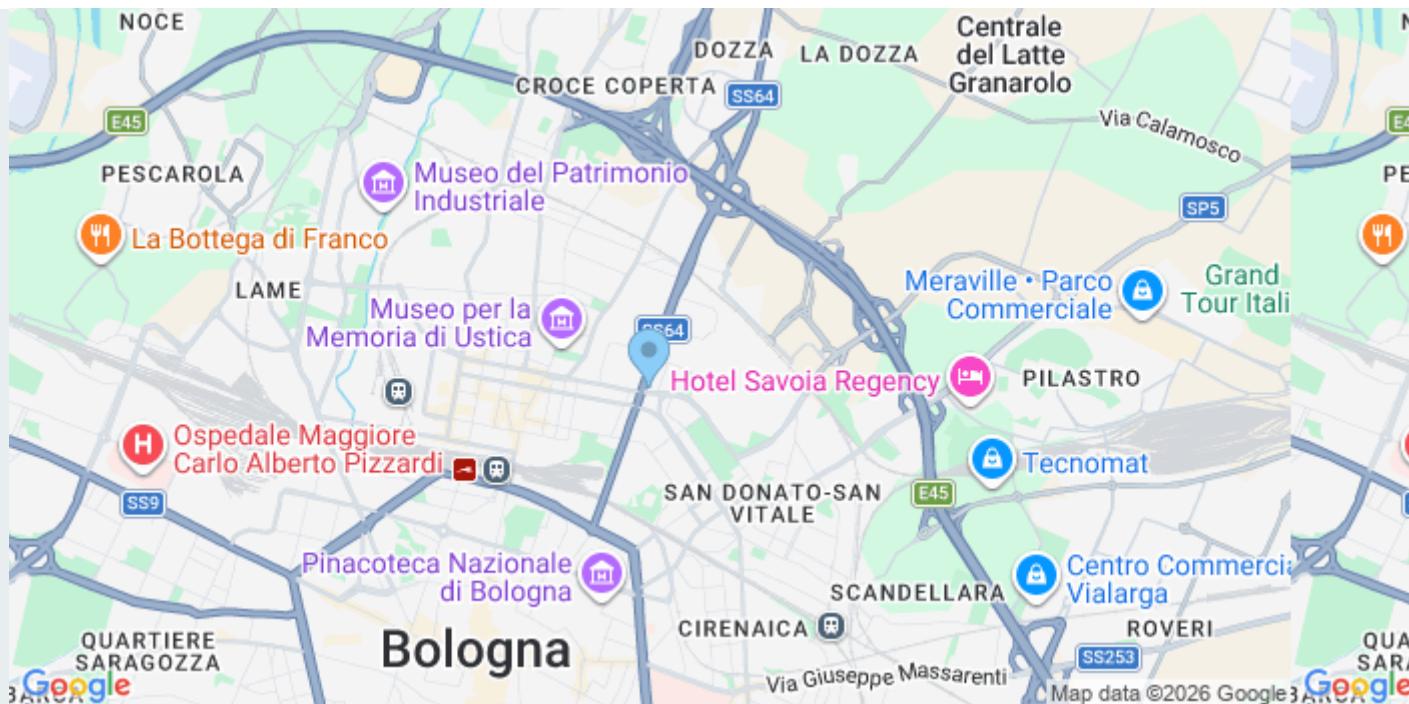 NOCE
DOZZA
LA DOZZA
Centrale
del Latte
Granarolo
CROCE COPERTA
SS64
E45
Via Calamosco
PESCAROLA
Museo del Patrimonio
Industriale
SP5
La Bottega di Franco
LAME
Meraville • Parco
Commerciale
Grand
Tour Itali
Museo per la
Memoria di Ustica
SS64
Hotel Savoia Regency
PILASTRO
H
Ospedale Maggiore
Carlo Alberto Pizzardi
Tecnomat
SS9
SAN DONATO-SAN
VITALE
E45
Pinacoteca Nazionale
di Bologna
Centro Commercia
Vialarga
SCANDELLARA
CIRENAICA
ROVERI
QUARTIERE
SARAGOZZA
Bologna
SS253
Via Giuseppe Massarenti
Google
Map data ©2026 Google
PE
QUA
SARA
Google